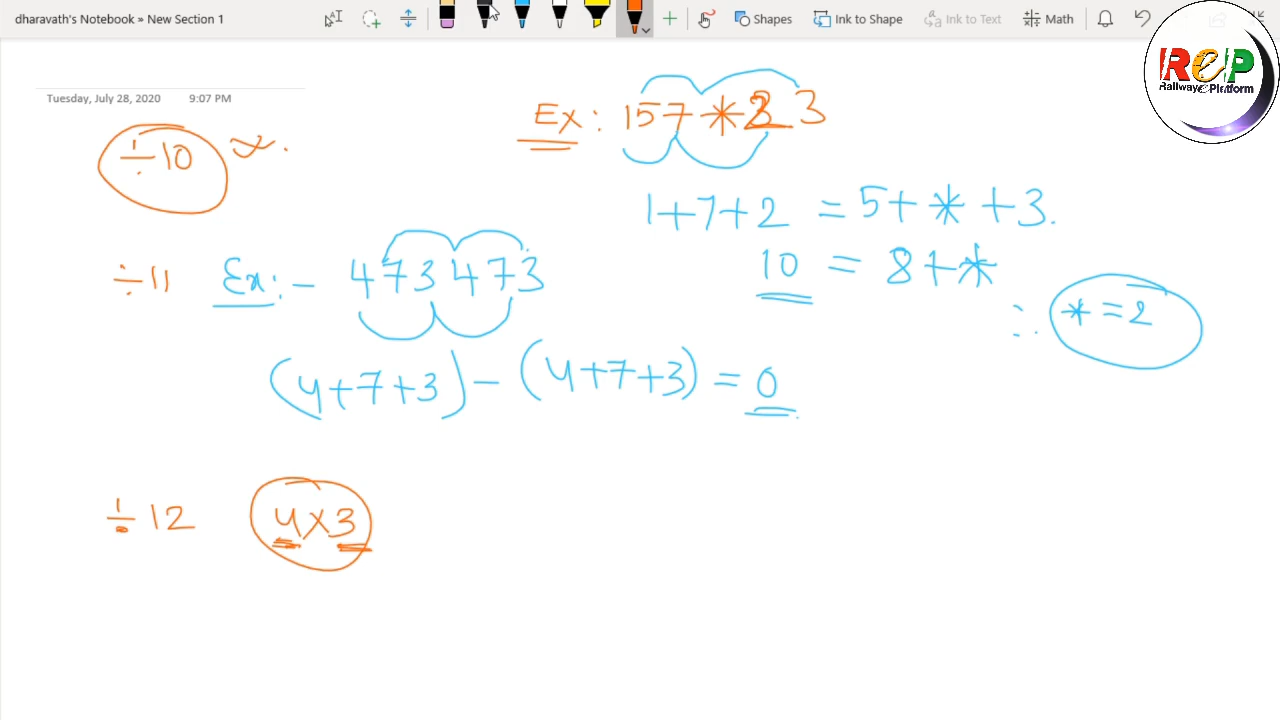 dharavath's Notebook » New Section 1
Shapes
Ink to Shape
Ink to Text
Math
REP
Railway Platform
Tuesday, July 28, 2020 9:07 PM
÷10
Ex: 157*23
1+7+2 = 5+*+3.
10 = 8+*
∴ *=2
÷11 Ex:- 473473
(4+7+3)-(4+7+3) = 0
÷12 4×3